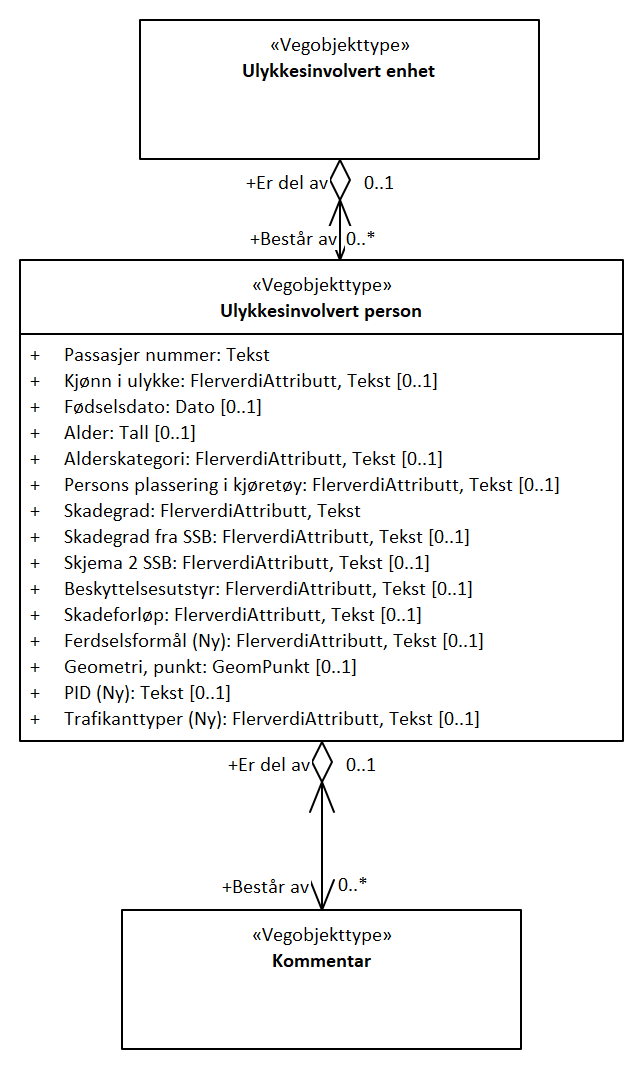 «Vegobjekttype»
Ulykkesinvolvert enhet
+Er del av 0..1
+Består av 0..*
«Vegobjekttype»
Ulykkesinvolvert person
+ Passasjer nummer: Tekst
+ Kjønn i ulykke: FlerverdiAttributt, Tekst [0..1]
+ Fødselsdato: Dato [0..1]
+ Alder: Tall [0..1]
+ Alderskategori: FlerverdiAttributt, Tekst [0..1]
+ Persons plassering i kjøretøy: FlerverdiAttributt, Tekst [0..1]
+ Skadegrad: FlerverdiAttributt, Tekst
+ Skadegrad fra SSB: FlerverdiAttributt, Tekst [0..1]
+ Skjema 2 SSB: FlerverdiAttributt, Tekst [0..1]
+ Beskyttelsesutstyr: FlerverdiAttributt, Tekst [0..1]
+ Skadeforløp: FlerverdiAttributt, Tekst [0..1]
+ Ferdselsformål (Ny): FlerverdiAttributt, Tekst [0..1]
+ Geometri, punkt: GeomPunkt [0..1]
+ PID (Ny): Tekst [0..1]
+ Trafikanttyper (Ny): FlerverdiAttributt, Tekst [0..1]
+Er del av 0..1
+Består av 0..*
«Vegobjekttype»
Kommentar